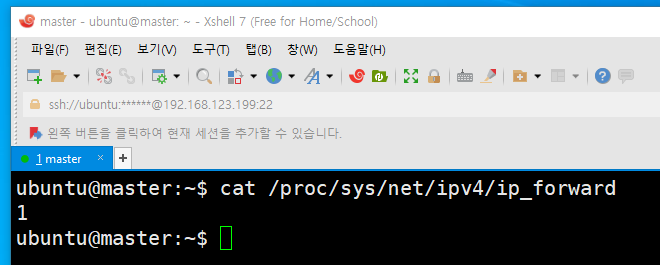 master - ubuntu@master: ~ - Xshell 7 (Free for Home/School)
파일(F) 편집(E) 보기(V) 도구(T) 탭(B) 창(W) 도움말(H)
ssh://ubuntu:******@192.168.123.199:22
왼쪽 버튼을 클릭하여 현재 세션을 추가할 수 있습니다.
1 master × +
ubuntu@master:~$ cat /proc/sys/net/ipv4/ip_forward
1
ubuntu@master:~$